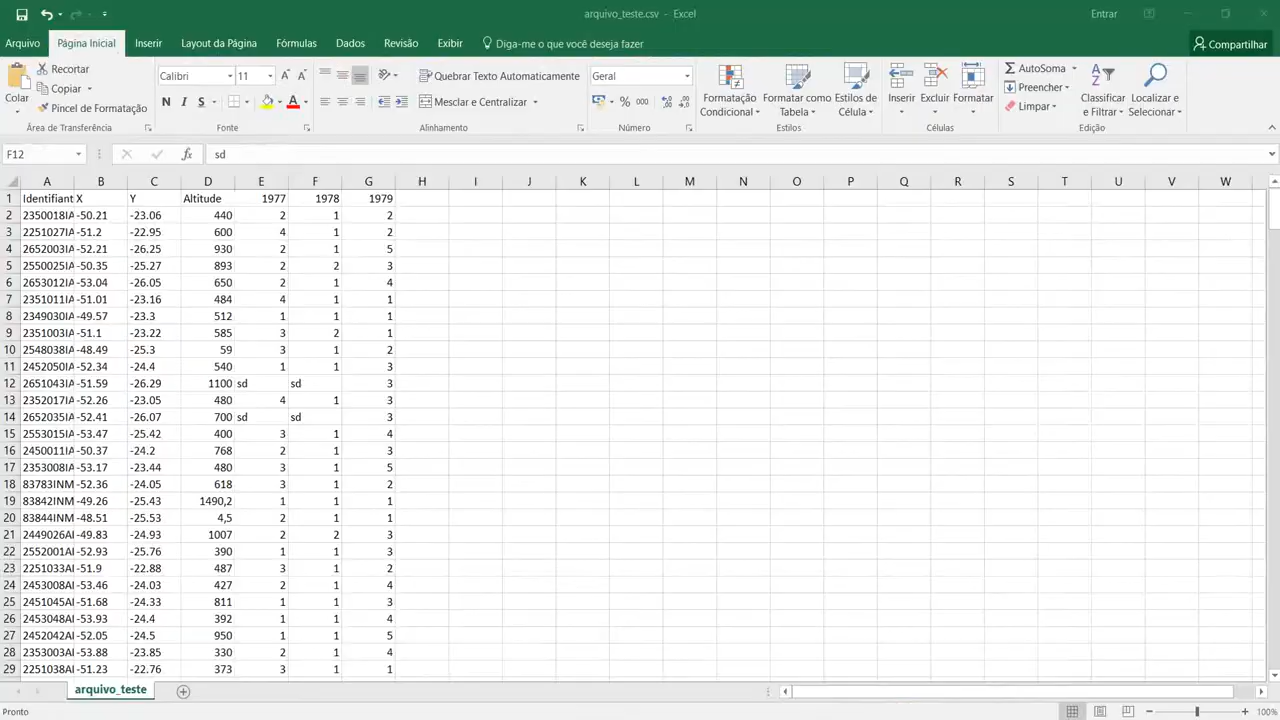 arquivo_teste.csv - Excel
Entrar
Arquivo Página Inicial Inserir Layout da Página Fórmulas Dados Revisão Exibir Diga-me o que você deseja fazer Compartilhar
Colar
Recortar
Copiar
Pincel de Formatação
Área de Transferência
Calibri 11
N I S
Fonte
Quebrar Texto Automaticamente
Mesclar e Centralizar
Alinhamento
Geral
% 000
Número
Formatação Condicional
Formatar como Tabela
Estilos de Célula
Estilos
Inserir Excluir Formatar
Células
AutoSoma
Preencher
Limpar
Classificar e Filtrar
Localizar e Selecionar
Edição
F12 fx sd
A B C D E F G H I J K L M N O P Q R S T U V W
1 Identifiant X Y Altitude 1977 1978 1979
2 2350018IA -50.21 -23.06 440 2 1 2
3 2251027IA -51.2 -22.95 600 4 1 2
4 2652003IA -52.21 -26.25 930 2 1 5
5 2550025IA -50.35 -25.27 893 2 2 3
6 2653012IA -53.04 -26.05 650 2 1 4
7 2351011IA -51.01 -23.16 484 4 1 1
8 2349030IA -49.57 -23.3 512 1 1 1
9 2351003IA -51.1 -23.22 585 3 2 1
10 2548038IA -48.49 -25.3 59 3 1 2
11 2452050IA -52.34 -24.4 540 1 1 3
12 2651043IA -51.59 -26.29 1100 sd sd 3
13 2352017IA -52.26 -23.05 480 4 1 3
14 2652035IA -52.41 -26.07 700 sd sd 3
15 2553015IA -53.47 -25.42 400 3 1 4
16 2450011IA -50.37 -24.2 768 2 1 3
17 2353008IA -53.17 -23.44 480 3 1 5
18 83783INM -52.36 -24.05 618 3 1 2
19 83842INM -49.26 -25.43 1490,2 1 1 1
20 83844INM -48.51 -25.53 4,5 2 1 1
21 2449026AI -49.83 -24.93 1007 2 2 3
22 2552001AI -52.93 -25.76 390 1 1 3
23 2251033AI -51.9 -22.88 487 3 1 2
24 2453008AI -53.46 -24.03 427 2 1 4
25 2451045AI -51.68 -24.33 811 1 1 3
26 2453048AI -53.93 -24.4 392 1 1 4
27 2452042AI -52.05 -24.5 950 1 1 5
28 2353003AI -53.88 -23.85 330 2 1 4
29 2251038AI -51.23 -22.76 373 3 1 1
arquivo_teste
Pronto
100%